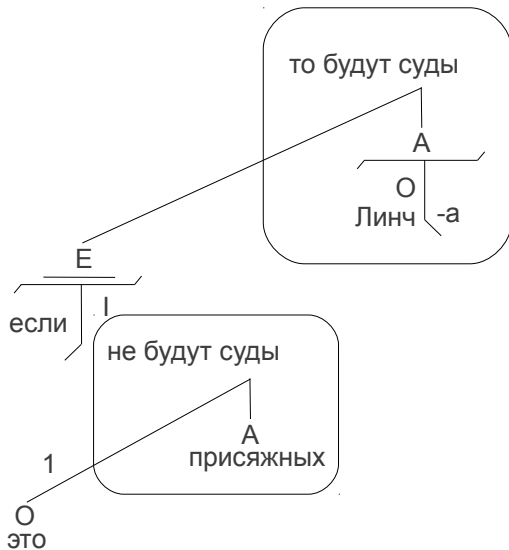 то будут суды
А
О
Линч -а
Е
если I
не будут суды
А
присяжных
1
О
это